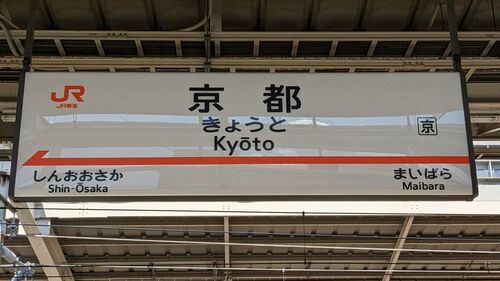 JR
JR東海
京都
きょうと
Kyōto
京
しんおおさか
Shin-Ōsaka
まいばら
Maibara